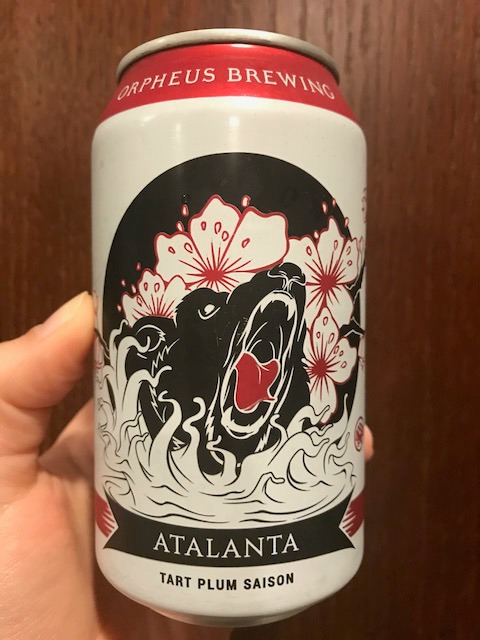 ORPHEUS BREWING
ATALANTA
TART PLUM SAISON